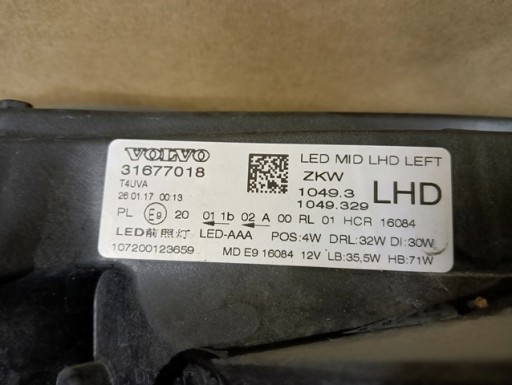 VOLVO
31677018
T4UVA
26.01.17 00:13
LED MID LHD LEFT
ZKW
1049.3
1049.329
LHD
PL E9 20 01 1b 02 A 00 RL 01 HCR 16084
LED前照灯 LED-AAA POS:4W DRL:32W DI:30W
107200123659 MD E9 16084 12V LB:35,5W HB:71W